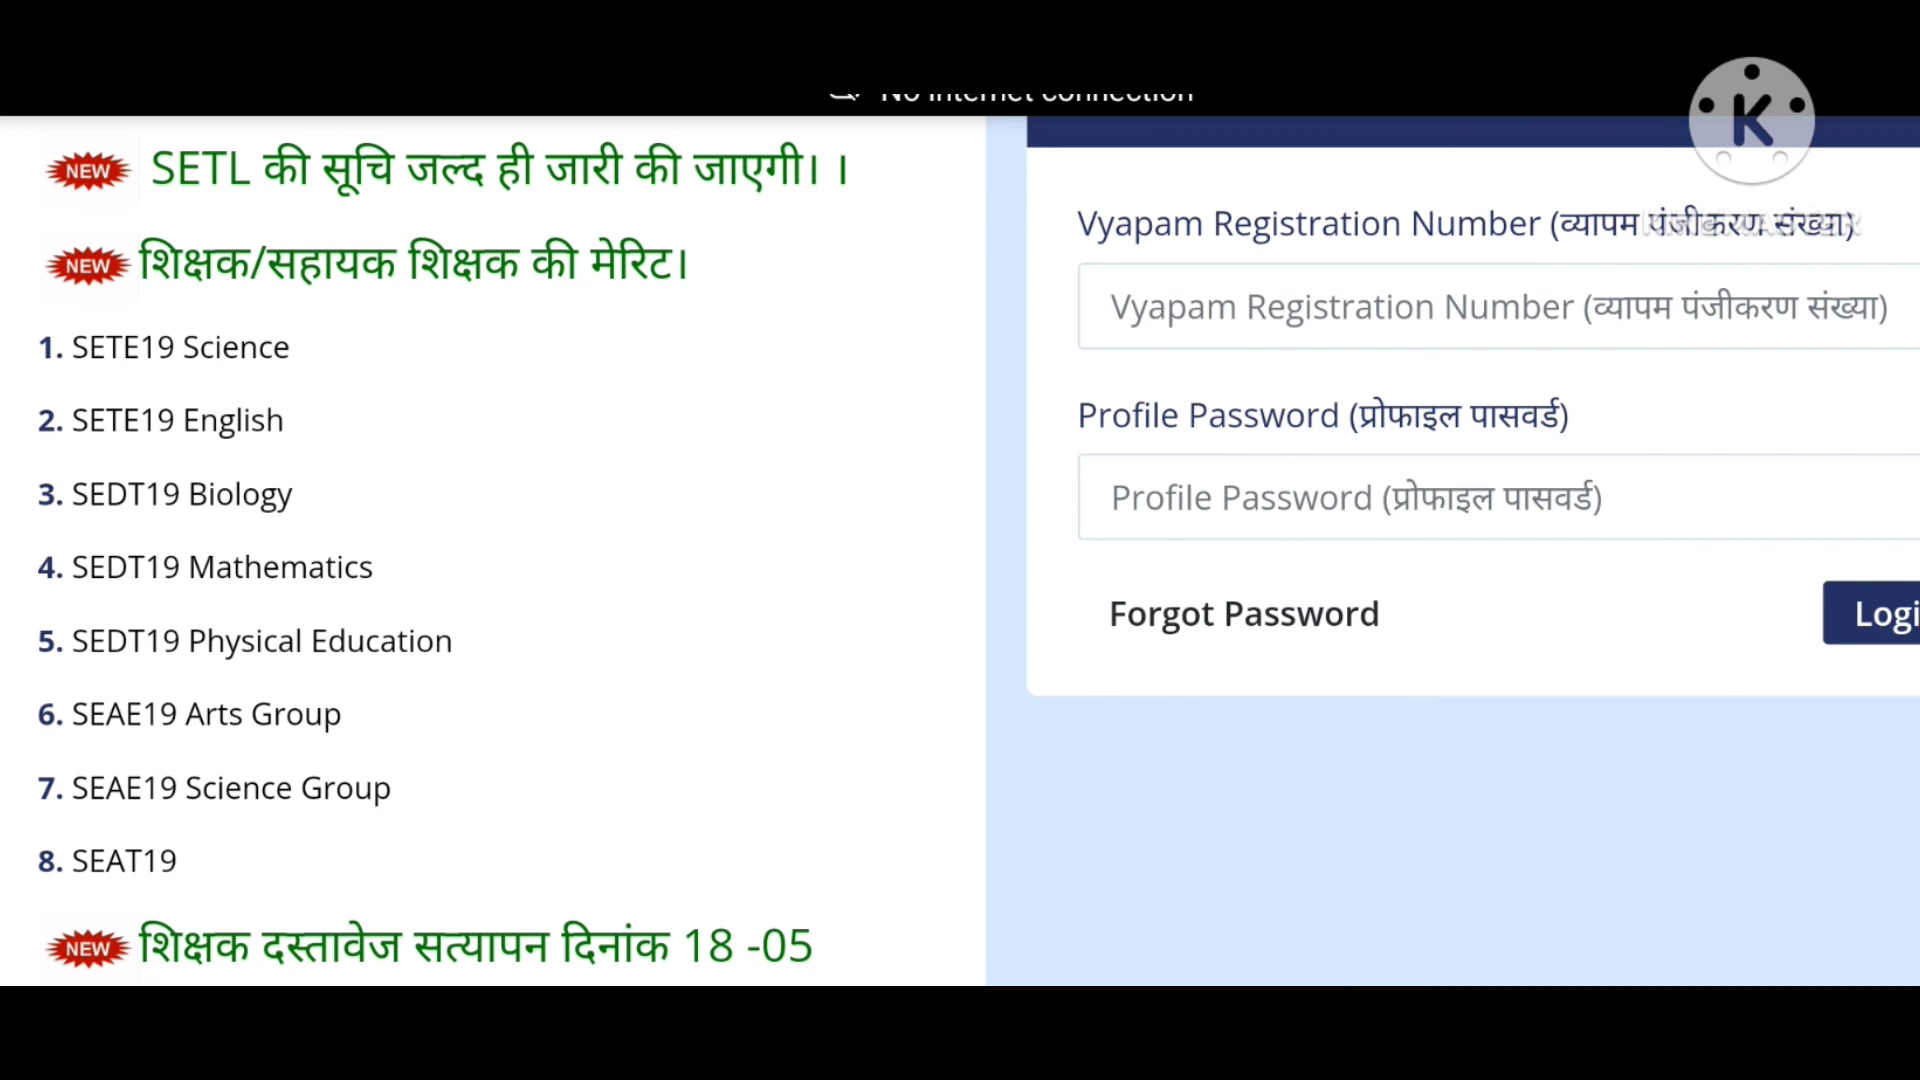 No internet connection
NEW SETL की सूचि जल्द ही जारी की जाएगी। ।
NEW शिक्षक/सहायक शिक्षक की मेरिट।
1. SETE19 Science
2. SETE19 English
3. SEDT19 Biology
4. SEDT19 Mathematics
5. SEDT19 Physical Education
6. SEAE19 Arts Group
7. SEAE19 Science Group
8. SEAT19
NEW शिक्षक दस्तावेज सत्यापन दिनांक 18 -05
K
Vyapam Registration Number (व्यापम पंजीकरण संख्या)
Vyapam Registration Number (व्यापम पंजीकरण संख्या)
Profile Password (प्रोफाइल पासवर्ड)
Profile Password (प्रोफाइल पासवर्ड)
Forgot Password
Logi